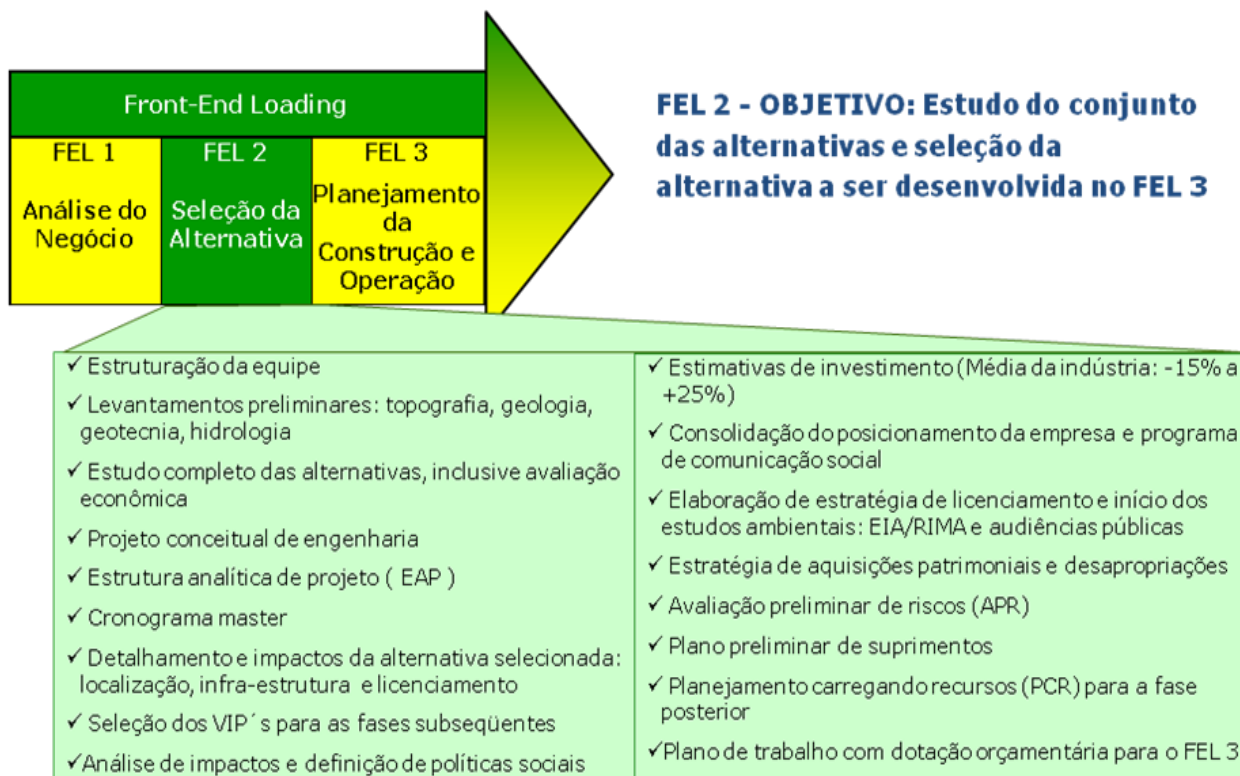 Front-End Loading
FEL 1
Análise do
Negócio
FEL 2
Seleção da
Alternativa
FEL 3
Planejamento
da
Construção e
Operação
FEL 2 - OBJETIVO: Estudo do conjunto
das alternativas e seleção da
alternativa a ser desenvolvida no FEL 3
✓ Estruturação da equipe
✓ Levantamentos preliminares: topografia, geologia,
geotecnia, hidrologia
✓ Estudo completo das alternativas, inclusive avaliação
econômica
✓ Projeto conceitual de engenharia
✓ Estrutura analítica de projeto ( EAP )
✓ Cronograma master
✓ Detalhamento e impactos da alternativa selecionada:
localização, infra-estrutura e licenciamento
✓ Seleção dos VIP´s para as fases subseqüentes
✓Análise de impactos e definição de políticas sociais
✓ Estimativas de investimento (Média da indústria: -15% a
+25%)
✓ Consolidação do posicionamento da empresa e programa
de comunicação social
✓ Elaboração de estratégia de licenciamento e início dos
estudos ambientais: EIA/RIMA e audiências públicas
✓ Estratégia de aquisições patrimoniais e desapropriações
✓ Avaliação preliminar de riscos (APR)
✓ Plano preliminar de suprimentos
✓ Planejamento carregando recursos (PCR) para a fase
posterior
✓Plano de trabalho com dotação orçamentária para o FEL 3